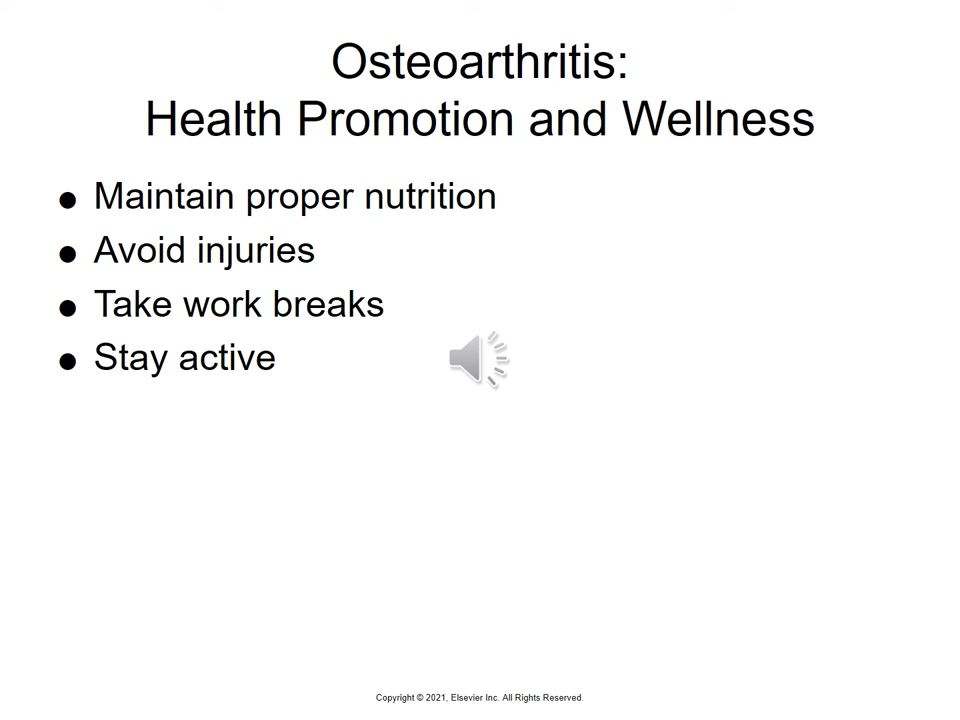 Osteoarthritis:
Health Promotion and Wellness
● Maintain proper nutrition
● Avoid injuries
● Take work breaks
● Stay active
Copyright © 2021, Elsevier Inc. All Rights Reserved.